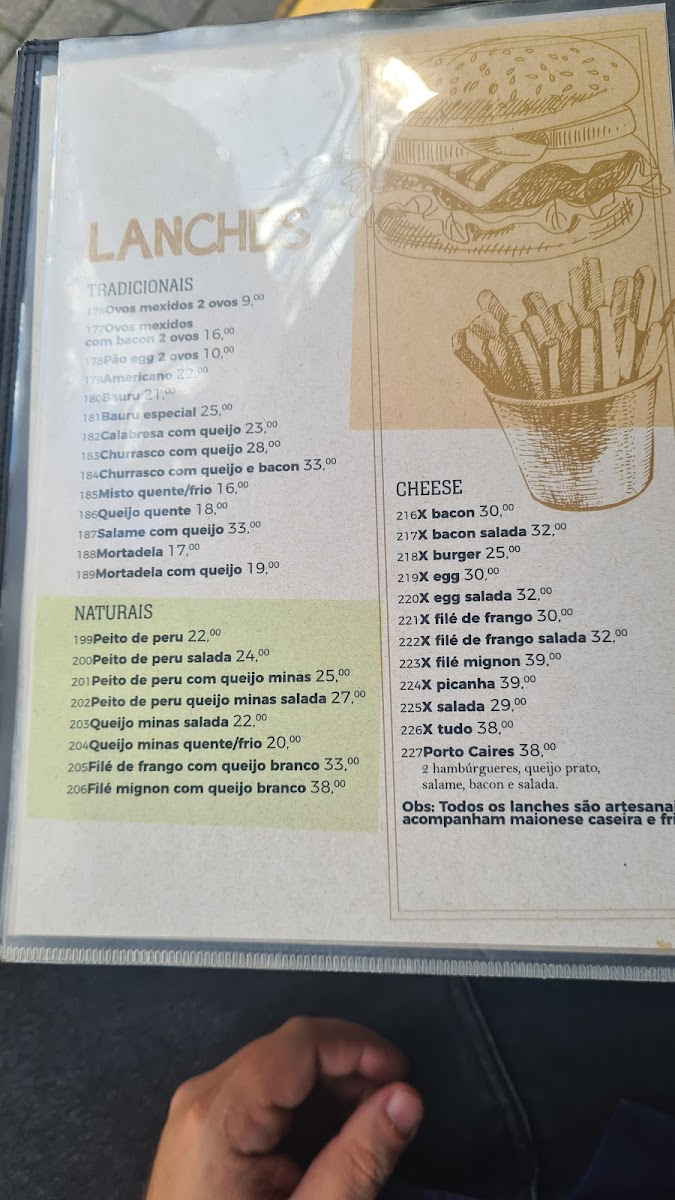 LANCHES
TRADICIONAIS
176Ovos mexidos 2 ovos 9,00
177Ovos mexidos
com bacon 2 ovos 16,00
178Pão egg 2 ovos 10,00
179Americano 22,00
180Bauru 21,00
181Bauru especial 25,00
182Calabresa com queijo 23,00
183Churrasco com queijo 28,00
184Churrasco com queijo e bacon 33,00
185Misto quente/frio 16,00
186Queijo quente 18,00
187Salame com queijo 33,00
188Mortadela 17,00
189Mortadela com queijo 19,00
NATURAIS
199Peito de peru 22,00
200Peito de peru salada 24,00
201Peito de peru com queijo minas 25,00
202Peito de peru queijo minas salada 27,00
203Queijo minas salada 22,00
204Queijo minas quente/frio 20,00
205Filé de frango com queijo branco 33,00
206Filé mignon com queijo branco 38,00
CHEESE
216X bacon 30,00
217X bacon salada 32,00
218X burger 25,00
219X egg 30,00
220X egg salada 32,00
221X filé de frango 30,00
222X filé de frango salada 32,00
223X filé mignon 39,00
224X picanha 39,00
225X salada 29,00
226X tudo 38,00
227Porto Caires 38,00
2 hambúrgueres, queijo prato,
salame, bacon e salada.
Obs: Todos os lanches são artesanai
acompanham maionese caseira e fri